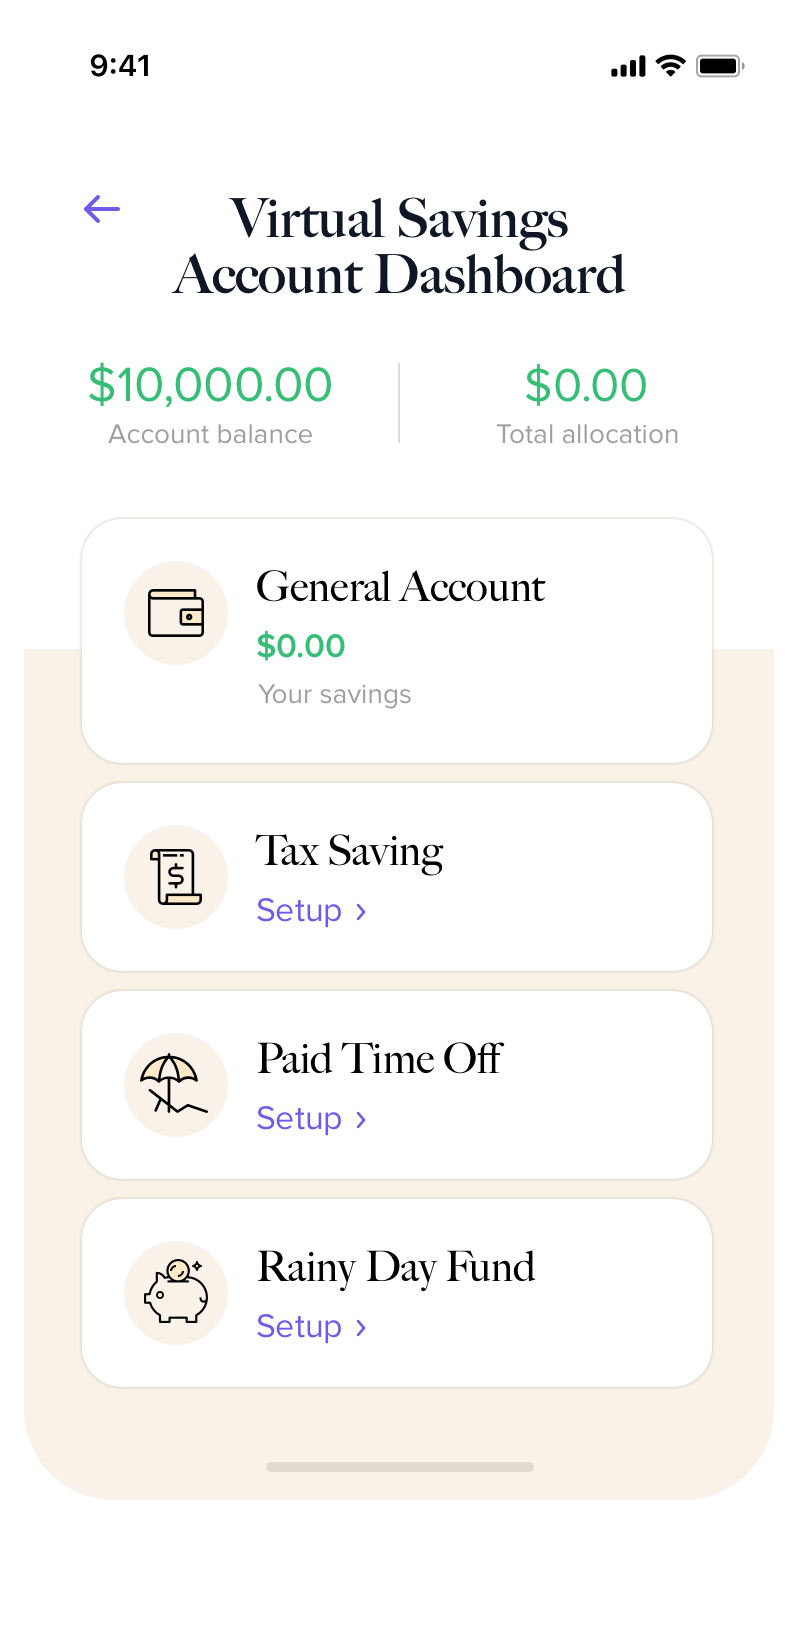 9:41
Virtual Savings
Account Dashboard
$10,000.00
Account balance
$0.00
Total allocation
General Account
$0.00
Your savings
Tax Saving
Setup ›
Paid Time Off
Setup ›
Rainy Day Fund
Setup ›